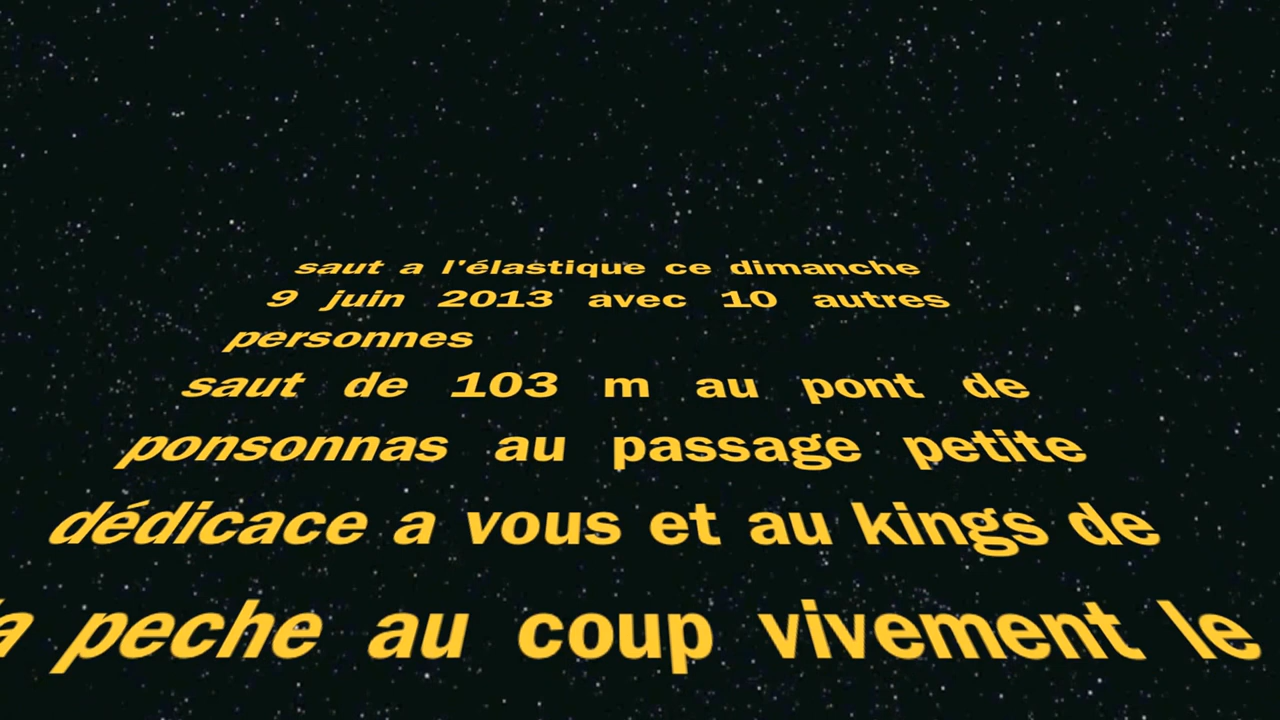 saut a l'élastique ce dimanche
9 juin 2013 avec 10 autres
personnes
saut de 103 m au pont de
ponsonnas au passage petite
dédicace a vous et au kings de
la peche au coup vivement le